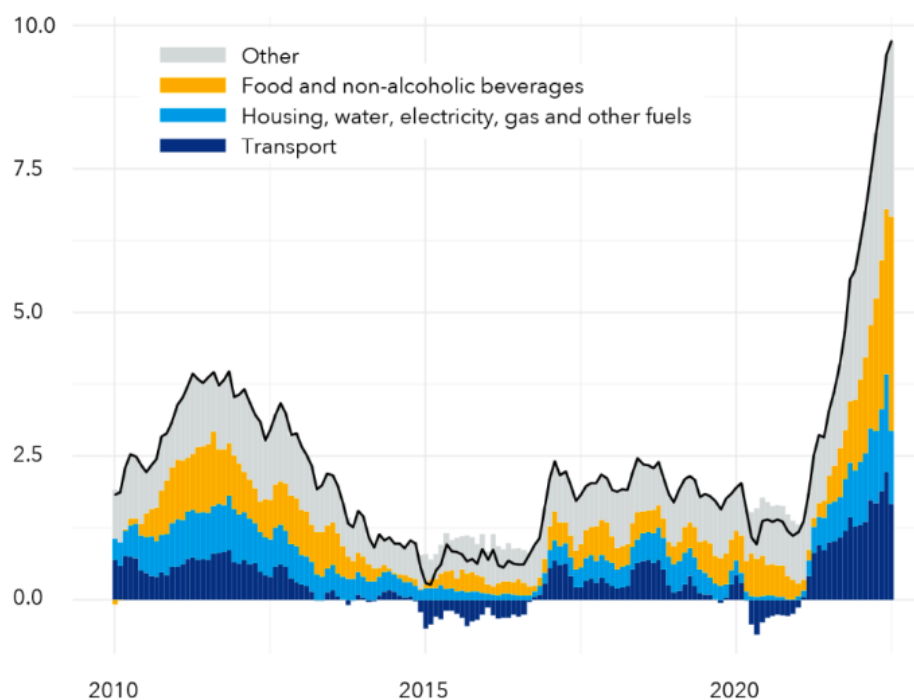 10.0
Other
Food and non-alcoholic beverages
Housing, water, electricity, gas and other fuels
Transport
7.5
5.0
2.5
0.0
2010 2015 2020